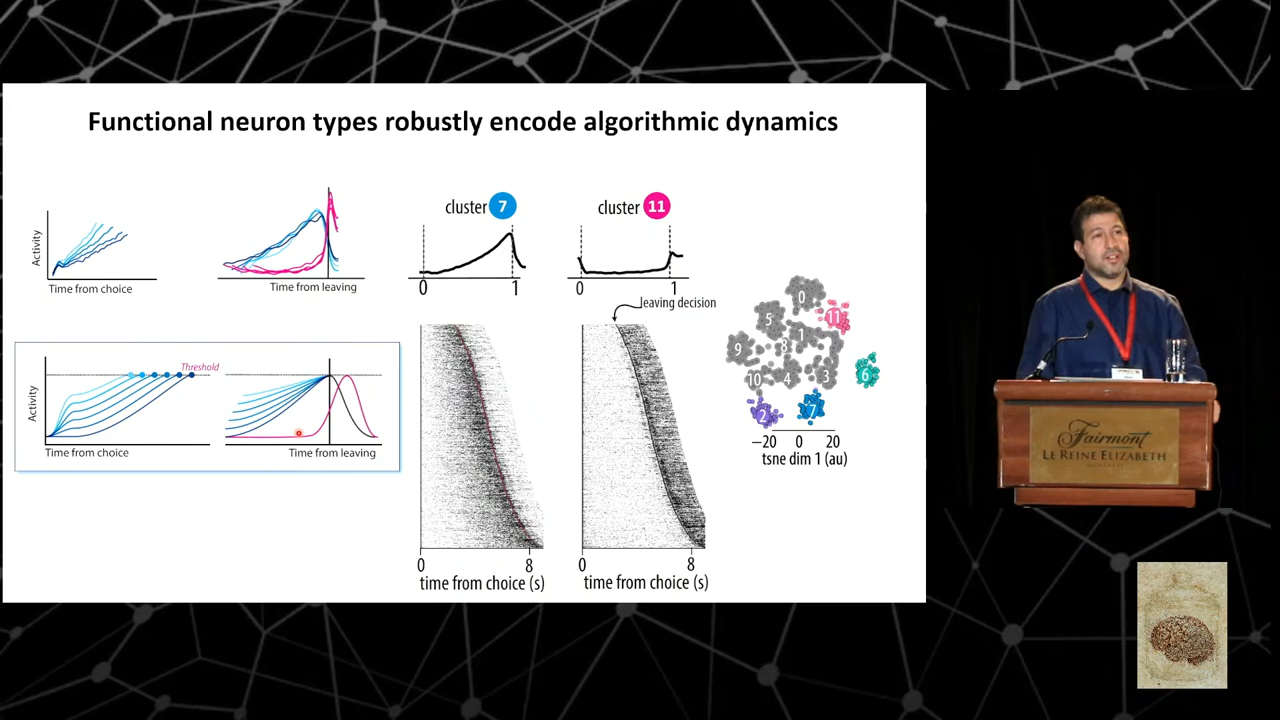 Functional neuron types robustly encode algorithmic dynamics
Activity
Time from choice
Time from leaving
cluster 7
0 1
cluster 11
0 1
leaving decision
Threshold
Activity
Time from choice
Time from leaving
0 8
time from choice (s)
0 8
time from choice (s)
0
11
5
1
9
8
3
6
10
4
2
7
−20 0 20
tsne dim 1 (au)
Fairmont
LE REINE ELIZABETH